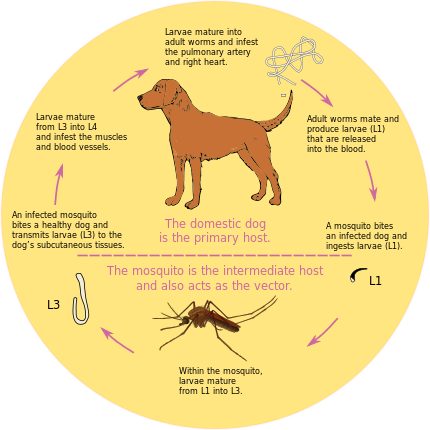 Larvae mature into
adult worms and infest
the pulmonary artery
and right heart.
Adult worms mate and
produce larvae (L1)
that are released
into the blood.
A mosquito bites
an infected dog and
ingests larvae (L1).
L1
Within the mosquito,
larvae mature
from L1 into L3.
L3
An infected mosquito
bites a healthy dog and
transmits larvae (L3) to the
dog's subcutaneous tissues.
Larvae mature
from L3 into L4
and infest the muscles
and blood vessels.
The domestic dog
is the primary host.
The mosquito is the intermediate host
and also acts as the vector.